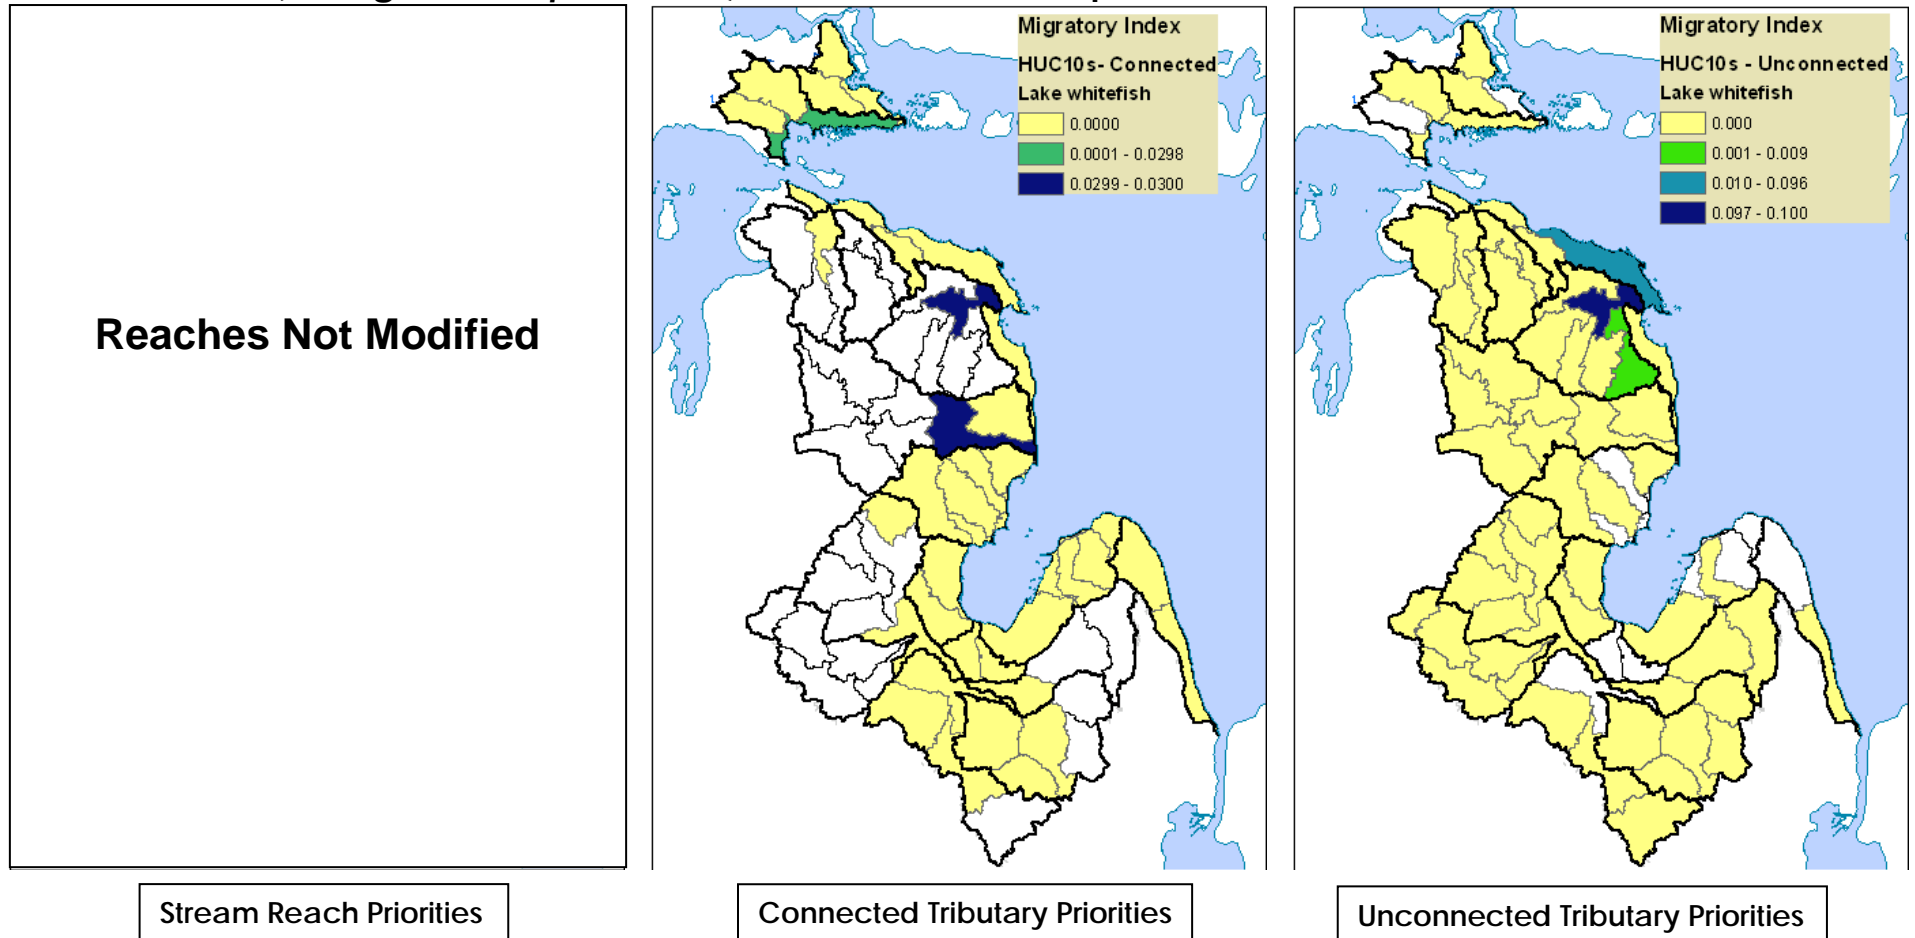 Reaches Not Modified
Stream Reach Priorities
Migratory Index
HUC10s- Connected
Lake whitefish
0.0000
0.0001 - 0.0298
0.0299 - 0.0300
Connected Tributary Priorities
Migratory Index
HUC10s - Unconnected
Lake whitefish
0.000
0.001 - 0.009
0.010 - 0.096
0.097 - 0.100
Unconnected Tributary Priorities